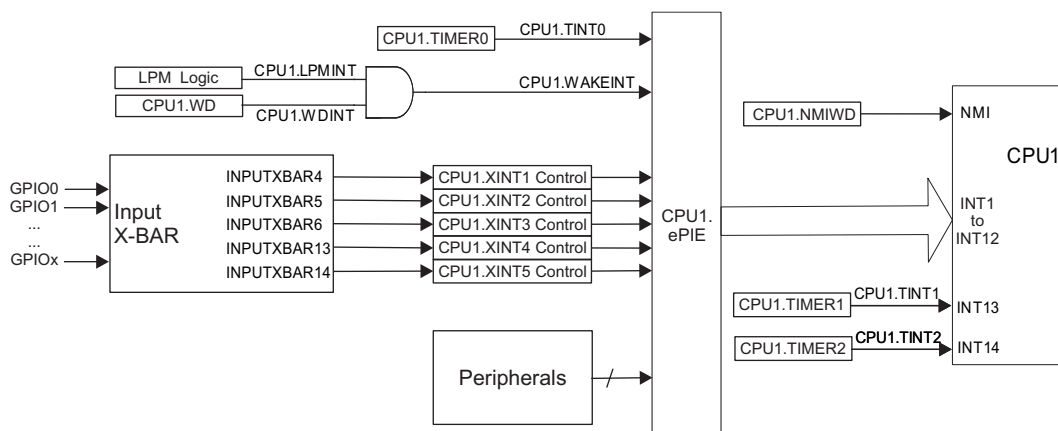 CPU1.TIMER0
CPU1.TINT0
LPM Logic
CPU1.LPMINT
CPU1.WD
CPU1.WDINT
CPU1.WAKEINT
CPU1.NMIWD
NMI
CPU1
GPIO0
GPIO1
...
...
GPIOx
Input
X-BAR
INPUTXBAR4
INPUTXBAR5
INPUTXBAR6
INPUTXBAR13
INPUTXBAR14
CPU1.XINT1 Control
CPU1.XINT2 Control
CPU1.XINT3 Control
CPU1.XINT4 Control
CPU1.XINT5 Control
CPU1.
ePIE
INT1
to
INT12
CPU1.TIMER1
CPU1.TINT1
INT13
CPU1.TIMER2
CPU1.TINT2
INT14
Peripherals